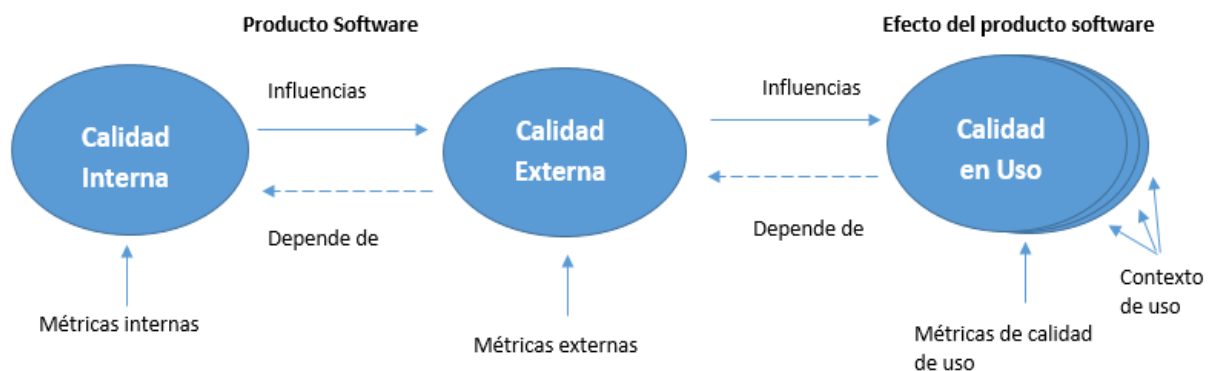 Producto Software
Efecto del producto software
Influencias
Influencias
Calidad
Interna
Calidad
Externa
Calidad
en Uso
Depende de
Depende de
Contexto
de uso
Métricas internas
Métricas externas
Métricas de calidad
de uso